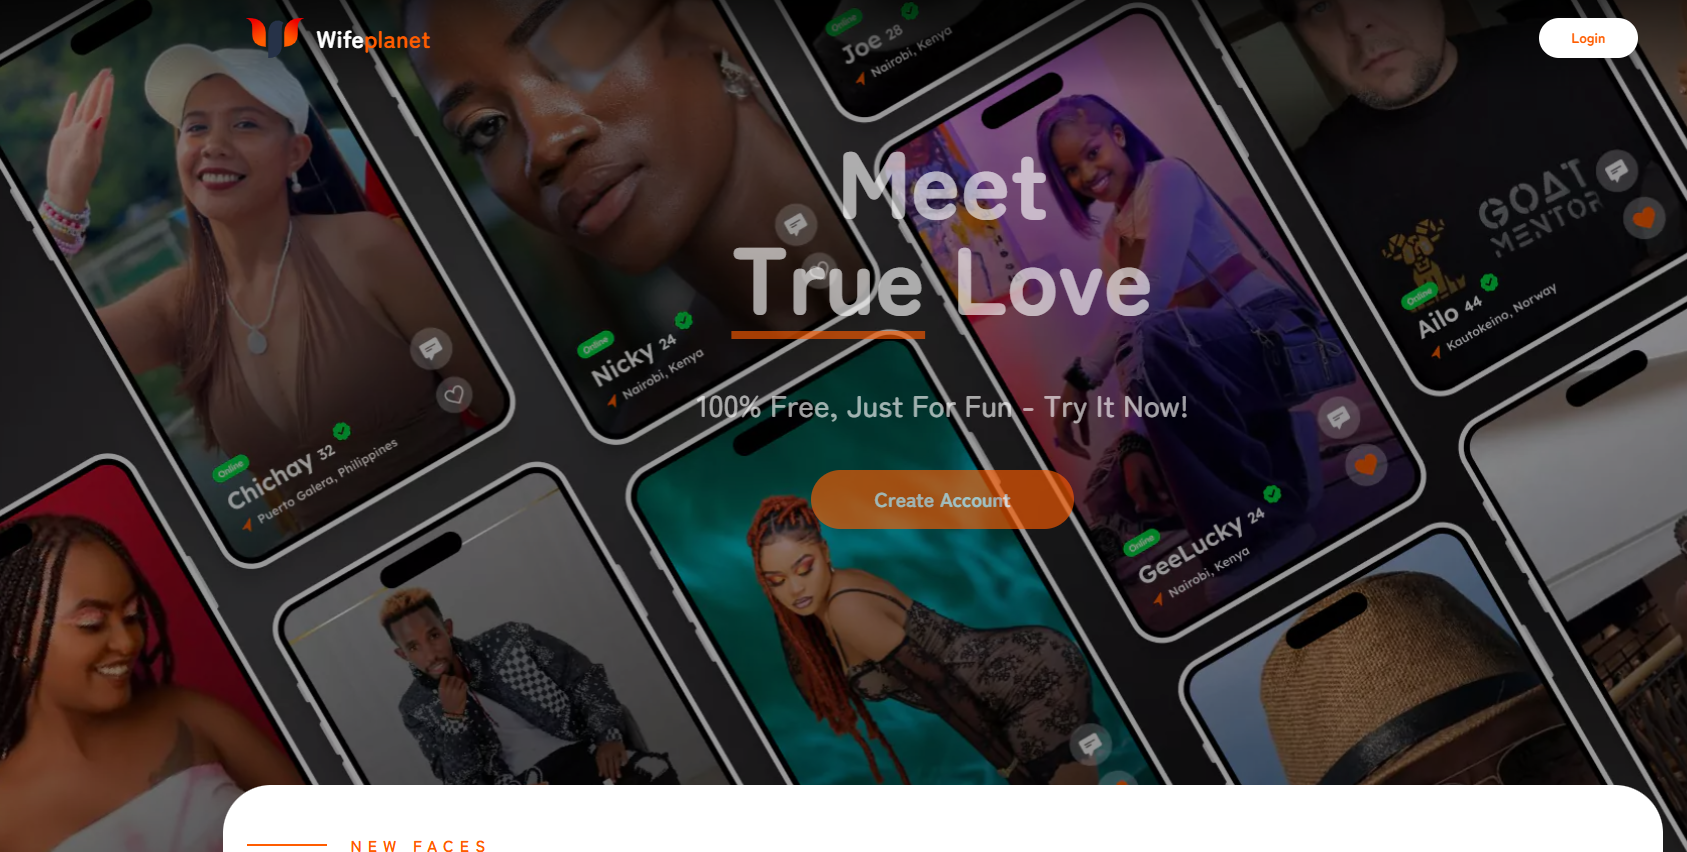 Wifeplanet
Login
Joe 28
Online
Nairobi, Kenya
Meet
True Love
100% Free, Just For Fun - Try It Now!
Create Account
GOAT
MENTOR
Online
Ailo 44
Kautokeino, Norway
Online
Nicky 24
Nairobi, Kenya
Online
Chichay 32
Puerto Galera, Philippines
Online
GeeLucky 24
Nairobi, Kenya
NEW FACES